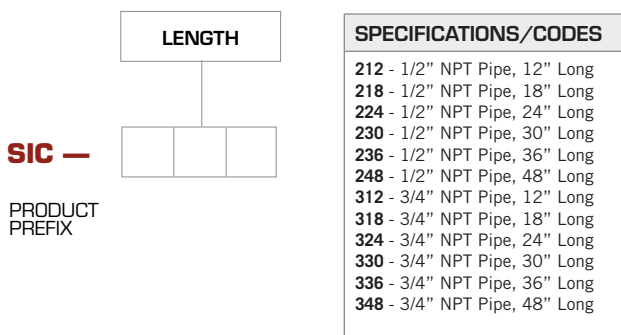 LENGTH
SIC —
PRODUCT
PREFIX
SPECIFICATIONS/CODES
212 - 1/2” NPT Pipe, 12” Long
218 - 1/2” NPT Pipe, 18” Long
224 - 1/2” NPT Pipe, 24” Long
230 - 1/2” NPT Pipe, 30” Long
236 - 1/2” NPT Pipe, 36” Long
248 - 1/2” NPT Pipe, 48” Long
312 - 3/4” NPT Pipe, 12” Long
318 - 3/4” NPT Pipe, 18” Long
324 - 3/4” NPT Pipe, 24” Long
330 - 3/4” NPT Pipe, 30” Long
336 - 3/4” NPT Pipe, 36” Long
348 - 3/4” NPT Pipe, 48” Long